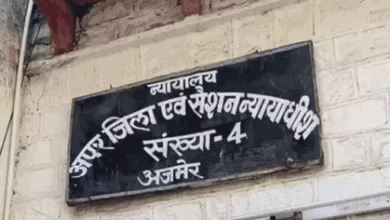 न्यायालय
अपर जिला एवं सैशन न्यायाधीश
संख्या-4
अजमेर